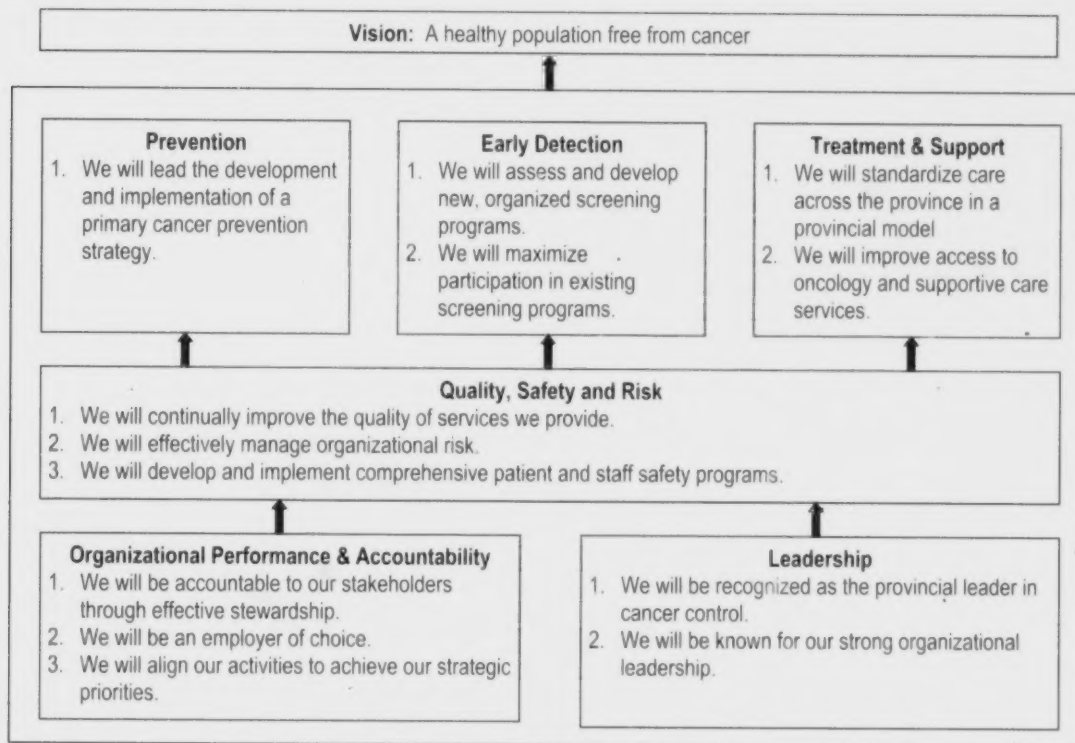 Vision: A healthy population free from cancer
Prevention
1. We will lead the development
and implementation of a
primary cancer prevention
strategy.
Early Detection
1. We will assess and develop
new, organized screening
programs.
2. We will maximize
participation in existing
screening programs.
Treatment & Support
1. We will standardize care
across the province in a
provincial model
2. We will improve access to
oncology and supportive care
services.
Quality, Safety and Risk
1. We will continually improve the quality of services we provide.
2. We will effectively manage organizational risk.
3. We will develop and implement comprehensive patient and staff safety programs.
Organizational Performance & Accountability
1. We will be accountable to our stakeholders
through effective stewardship.
2. We will be an employer of choice.
3. We will align our activities to achieve our strategic
priorities.
Leadership
1. We will be recognized as the provincial leader in
cancer control.
2. We will be known for our strong organizational
leadership.